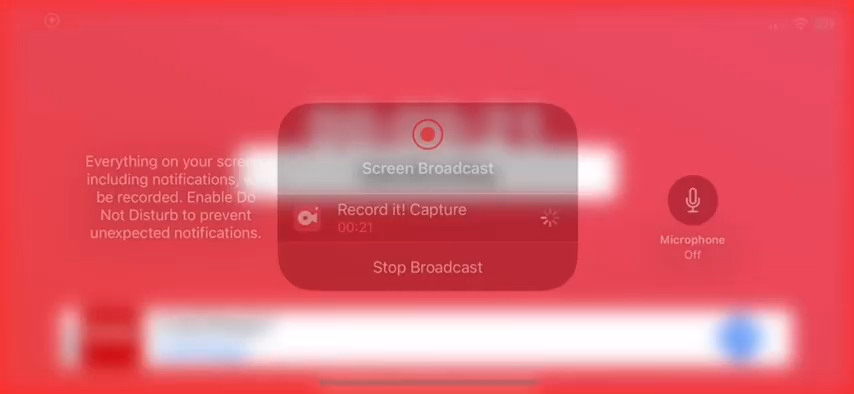 Screen Broadcast
Everything on your screen,
including notifications,
be recorded. Enable Do
Not Disturb to prevent
unexpected notifications.
Record it! Capture
00:21
Stop Broadcast
Microphone
Off